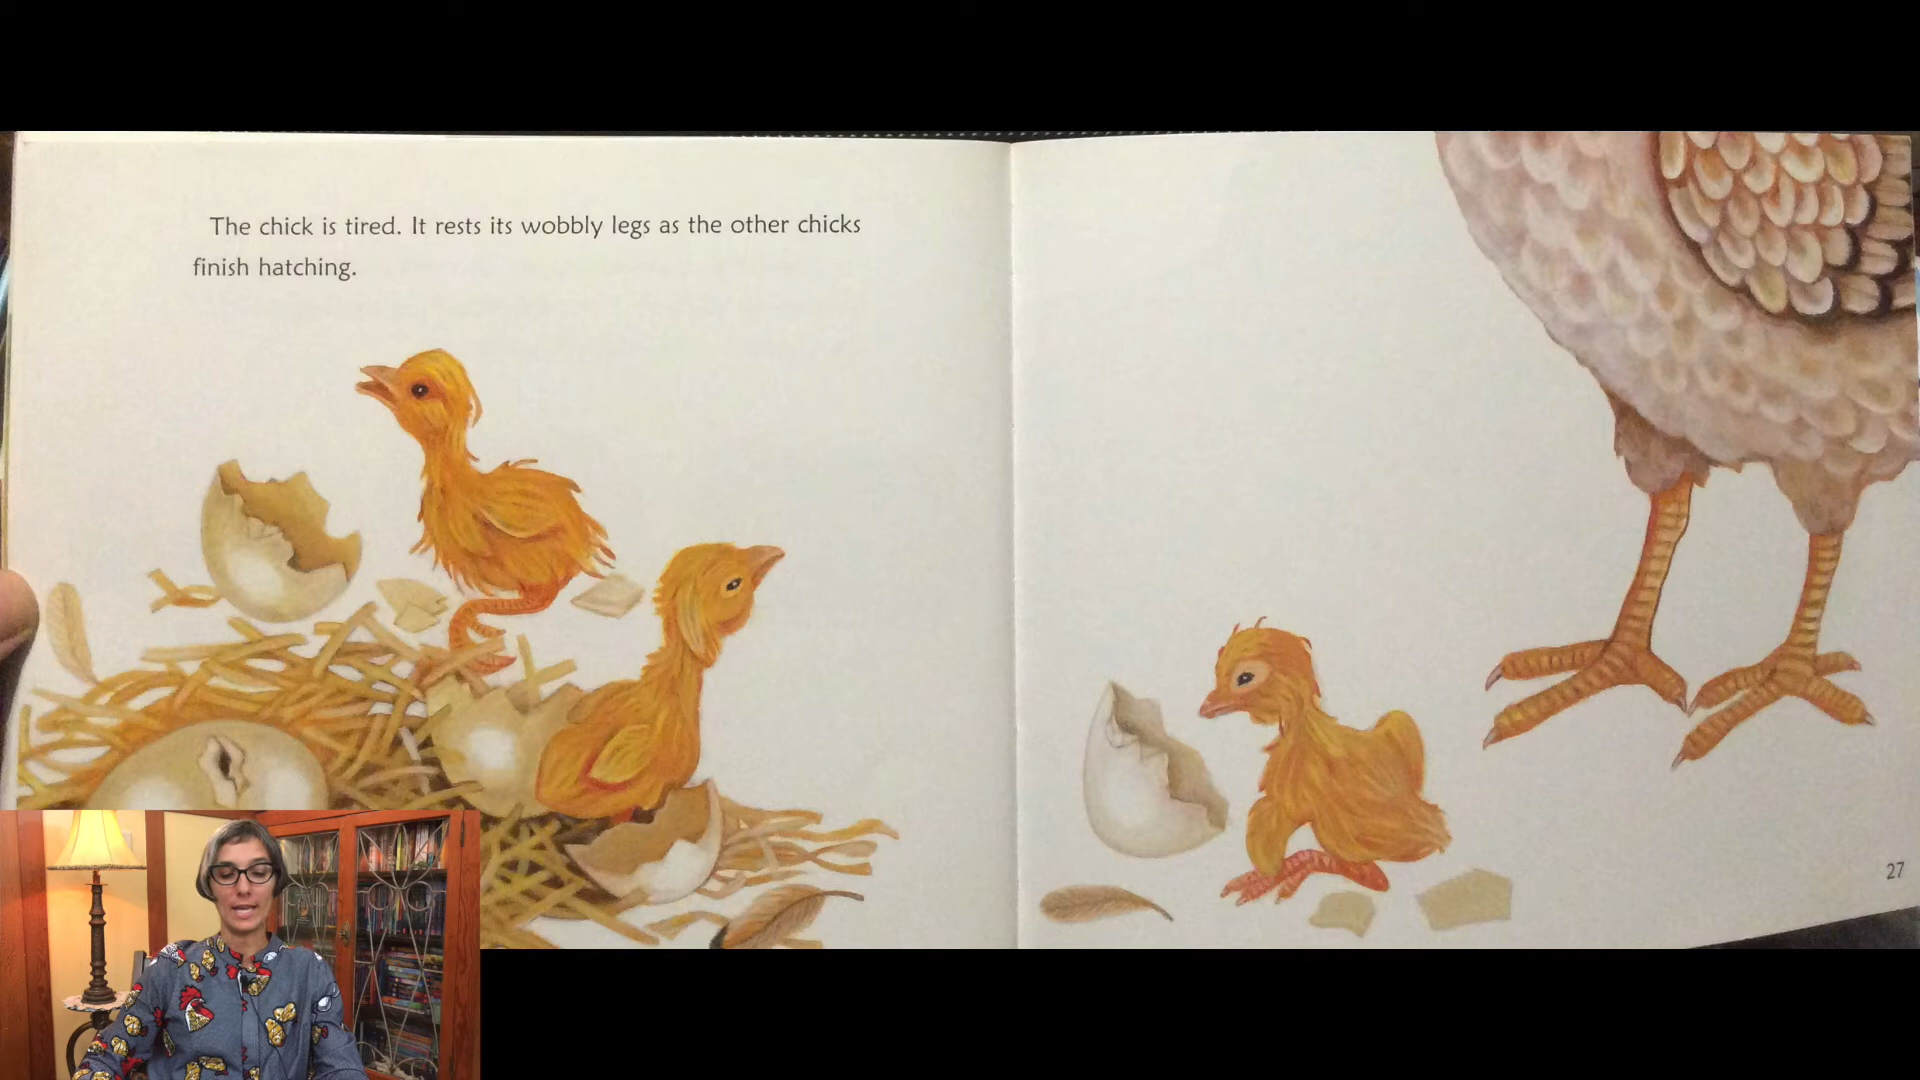 The chick is tired. It rests its wobbly legs as the other chicks
finish hatching.
27